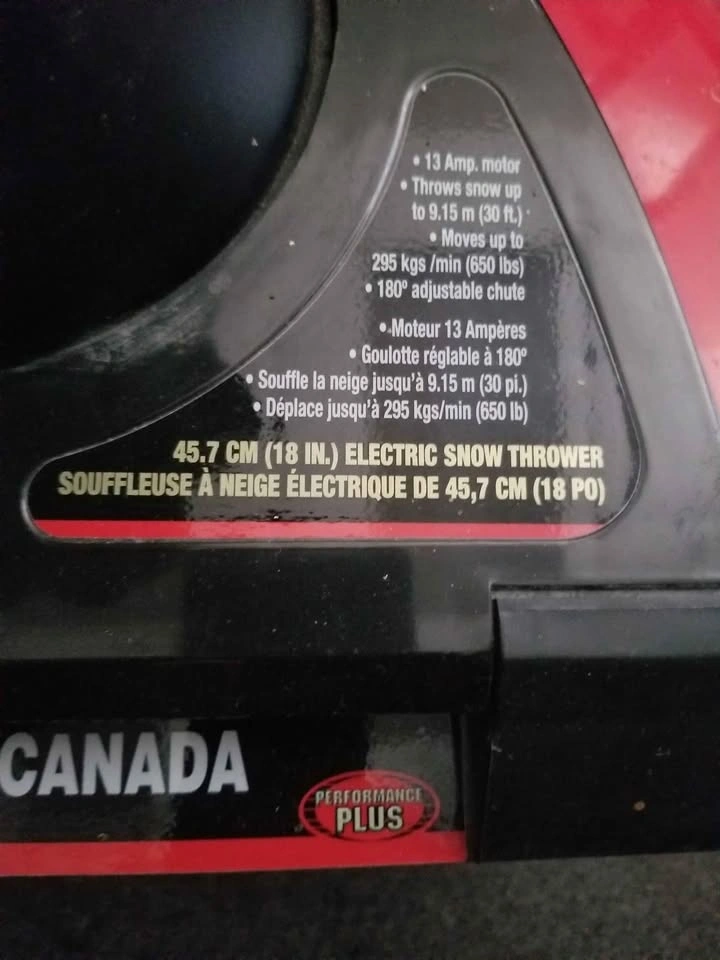 • 13 Amp. motor
• Throws snow up
to 9.15 m (30 ft.)
• Moves up to
295 kgs /min (650 lbs)
• 180º adjustable chute
• Moteur 13 Ampères
• Goulotte réglable à 180º
• Souffle la neige jusqu'à 9.15 m (30 pi.)
• Déplace jusqu'à 295 kgs/min (650 lb)
45.7 CM (18 IN.) ELECTRIC SNOW THROWER
SOUFFLEUSE À NEIGE ÉLECTRIQUE DE 45,7 CM (18 PO)
CANADA
PERFORMANCE
PLUS